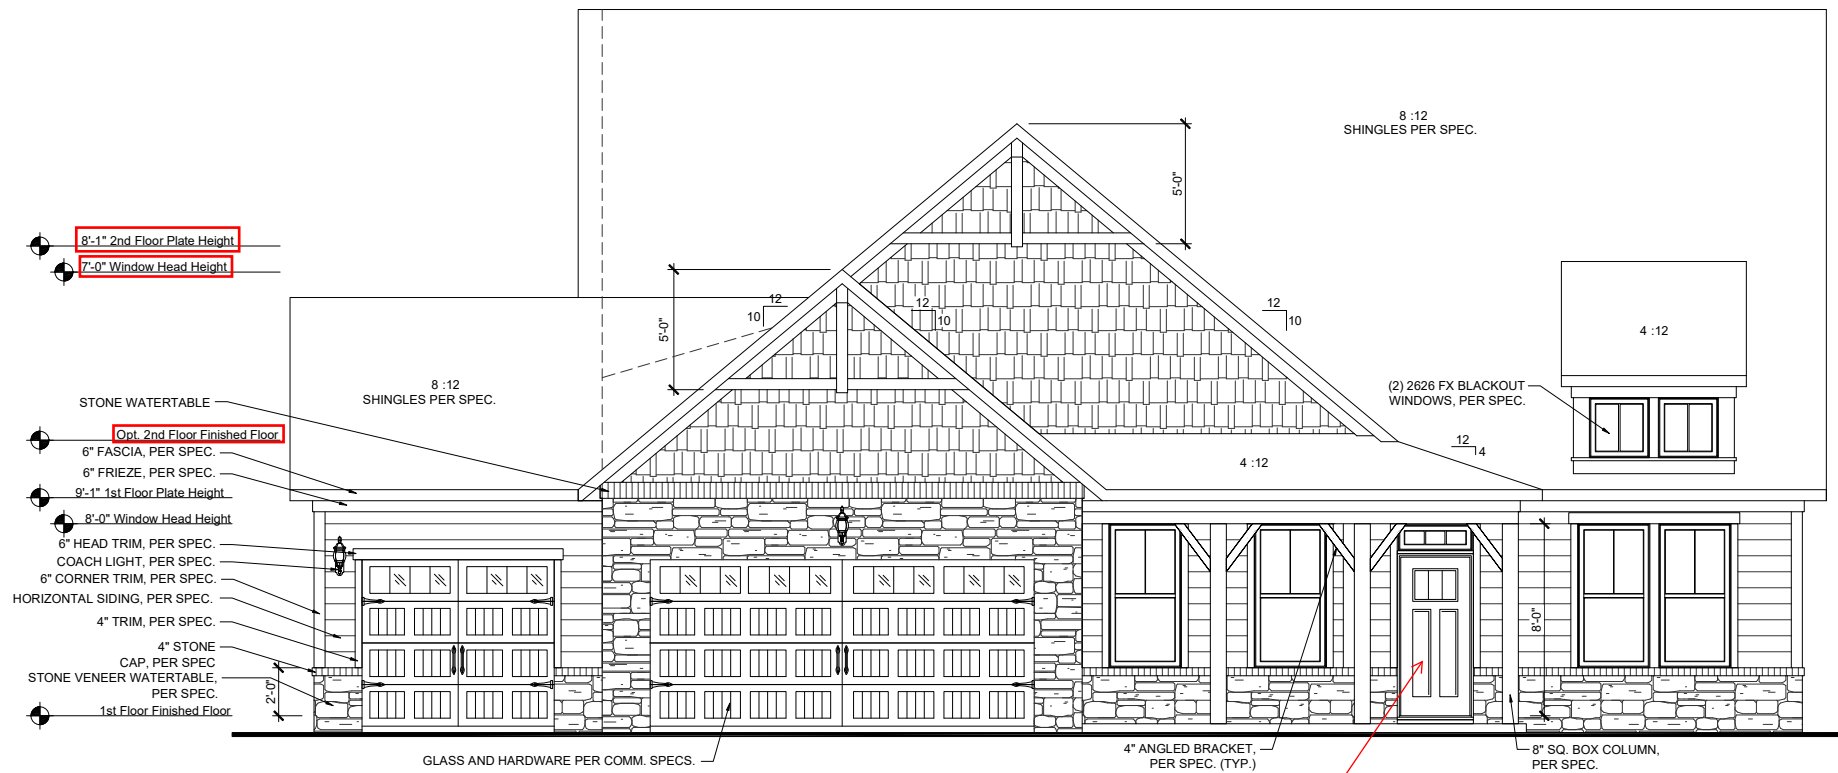 8 :12
SHINGLES PER SPEC.
5'-0"
8'-1" 2nd Floor Plate Height
7'-0" Window Head Height
12
10
12
10
12
10
5'-0"
4 :12
8 :12
SHINGLES PER SPEC.
(2) 2626 FX BLACKOUT
WINDOWS, PER SPEC.
STONE WATERTABLE
Opt. 2nd Floor Finished Floor
6" FASCIA, PER SPEC.
12
4
4 :12
6" FRIEZE, PER SPEC.
9'-1" 1st Floor Plate Height
8'-0" Window Head Height
6" HEAD TRIM, PER SPEC.
COACH LIGHT, PER SPEC.
6" CORNER TRIM, PER SPEC.
HORIZONTAL SIDING, PER SPEC.
4" TRIM, PER SPEC.
8'-0"
4" STONE
CAP, PER SPEC
STONE VENEER WATERTABLE,
PER SPEC.
2'-0"
1st Floor Finished Floor
GLASS AND HARDWARE PER COMM. SPECS.
4" ANGLED BRACKET,
PER SPEC. (TYP.)
8" SQ. BOX COLUMN,
PER SPEC.